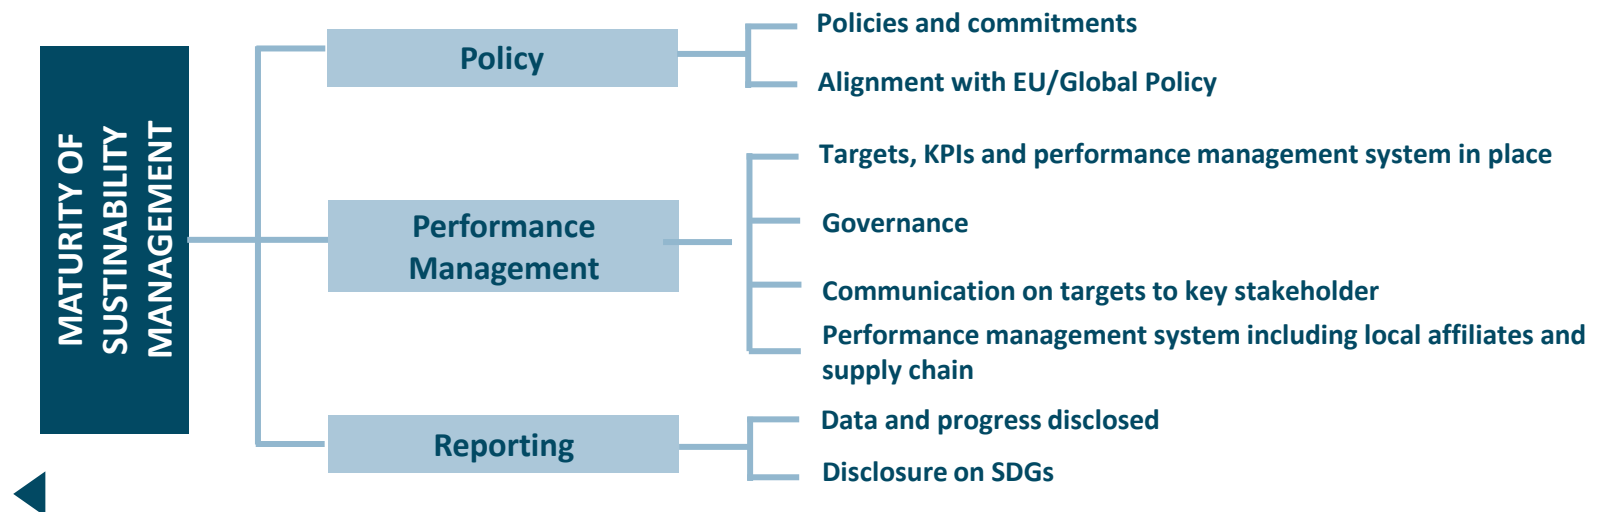 MATURITY OF
SUSTINABILITY
MANAGEMENT
Policy
Policies and commitments
Alignment with EU/Global Policy
Performance
Management
Targets, KPIs and performance management system in place
Governance
Communication on targets to key stakeholder
Performance management system including local affiliates and
supply chain
Reporting
Data and progress disclosed
Disclosure on SDGs